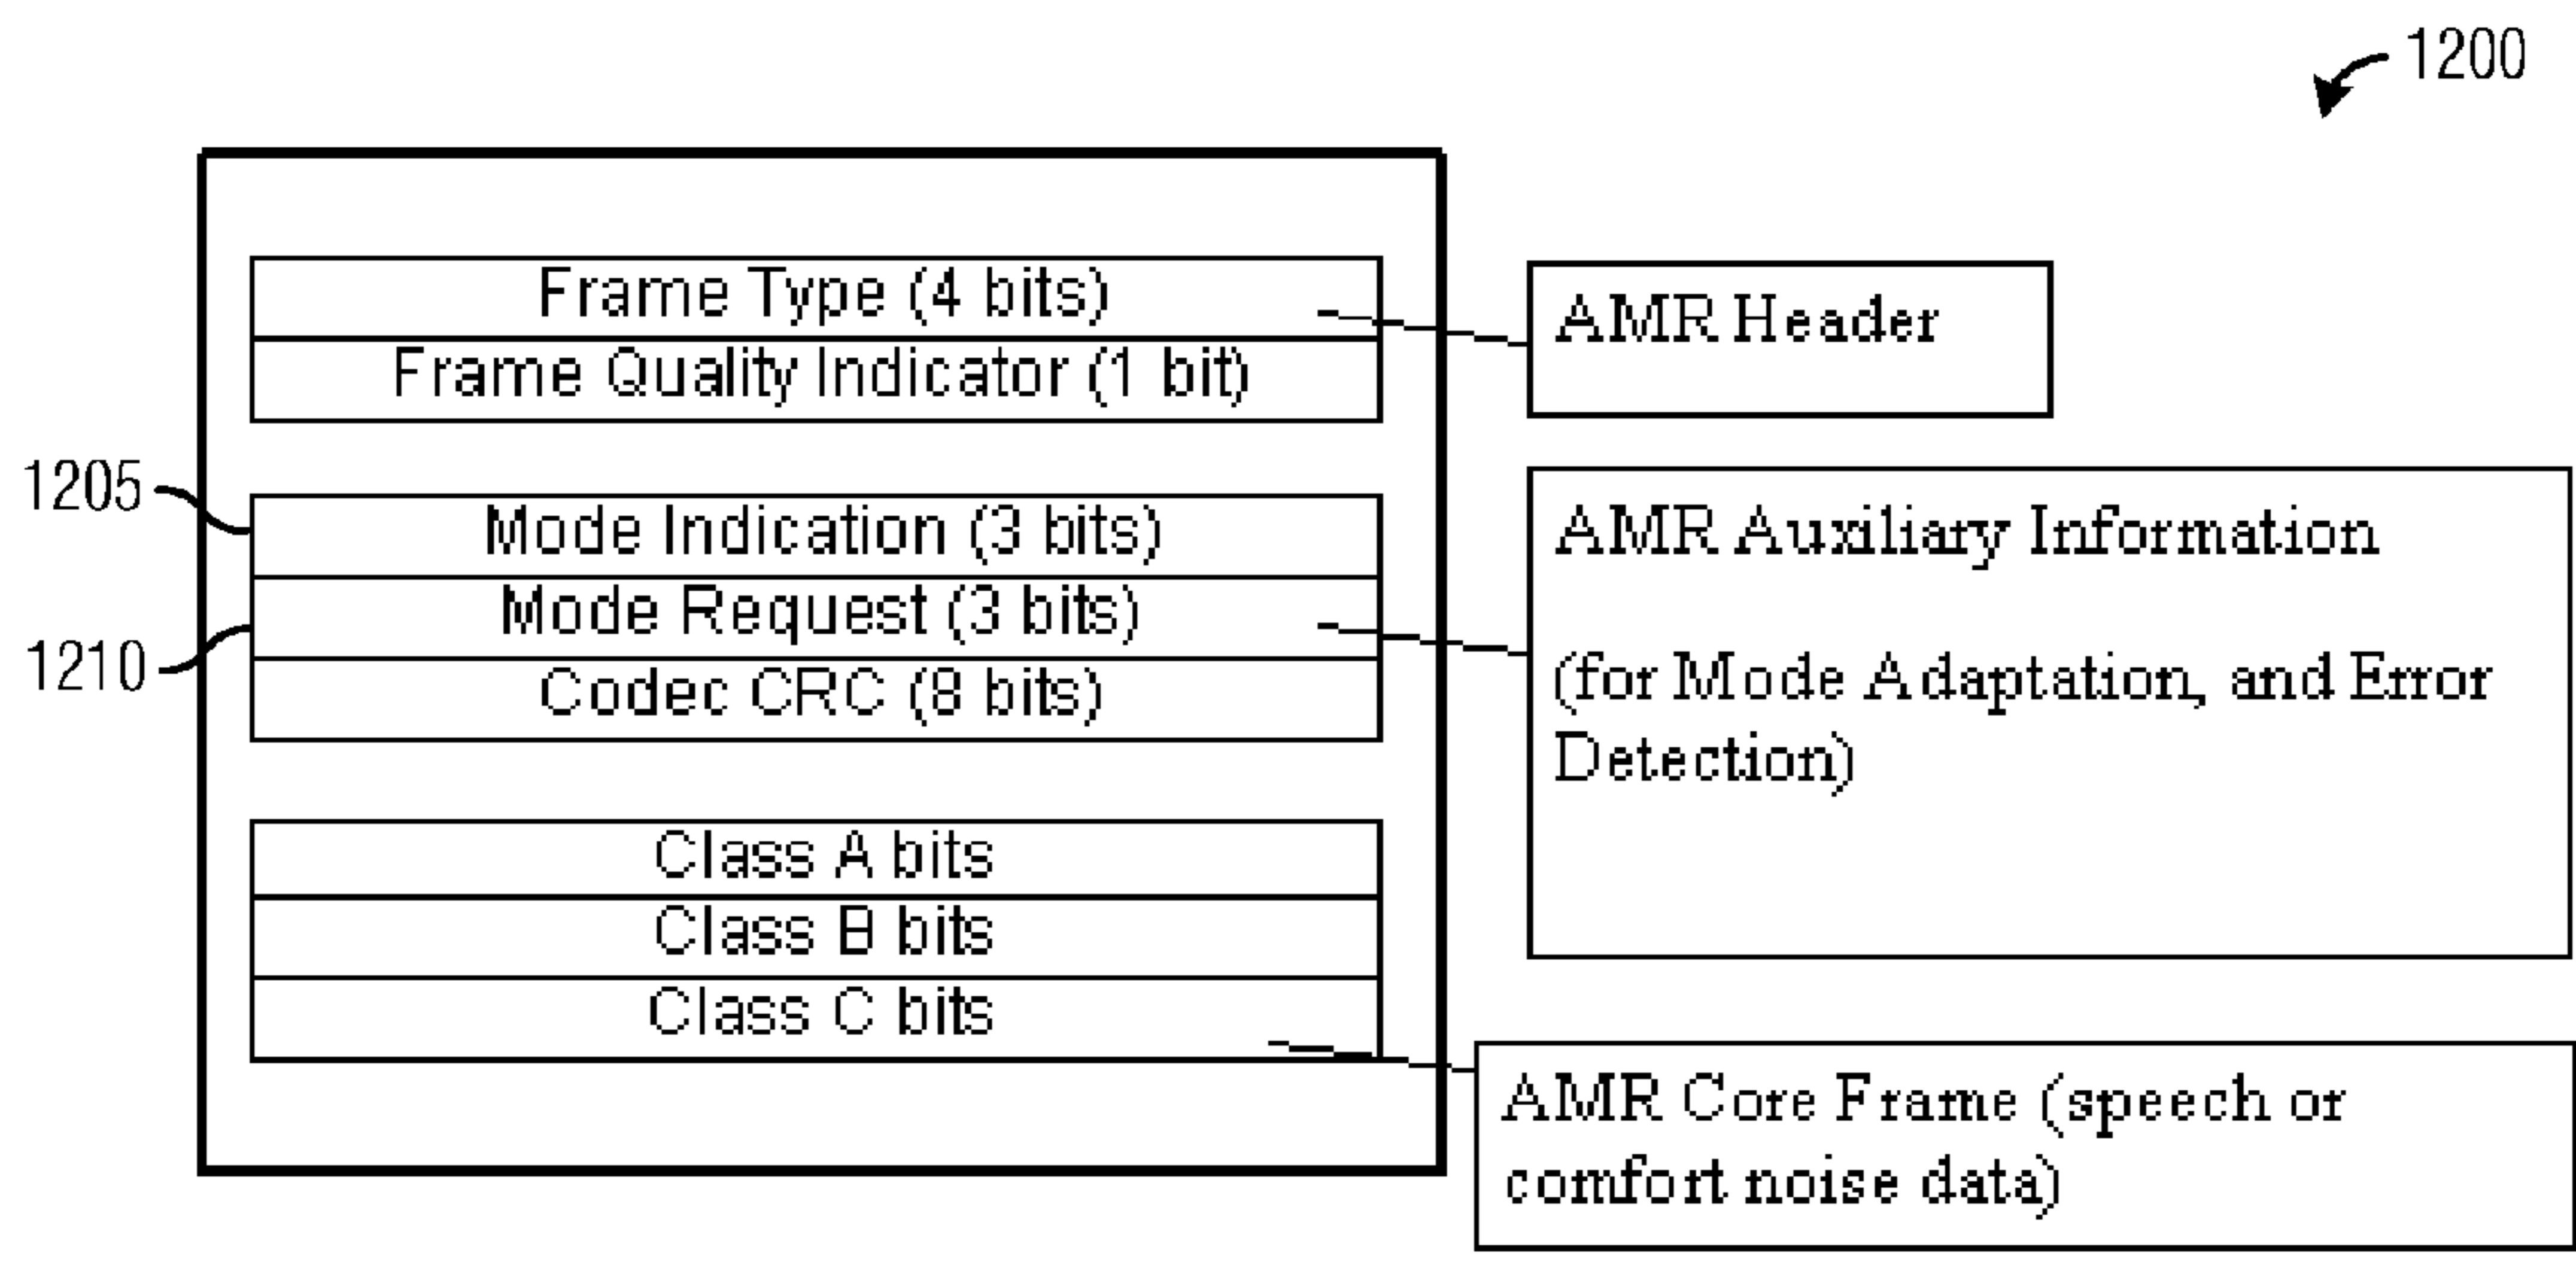 1200
Frame Type (4 bits)
Frame Quality Indicator (1 bit)
AMR Header
1205
Mode Indication (3 bits)
Mode Request (3 bits)
1210
Codec CRC (8 bits)
AMR Auxiliary Information
(for Mode Adaptation, and Error
Detection)
Class A bits
Class B bits
Class C bits
AMR Core Frame (speech or
comfort noise data)